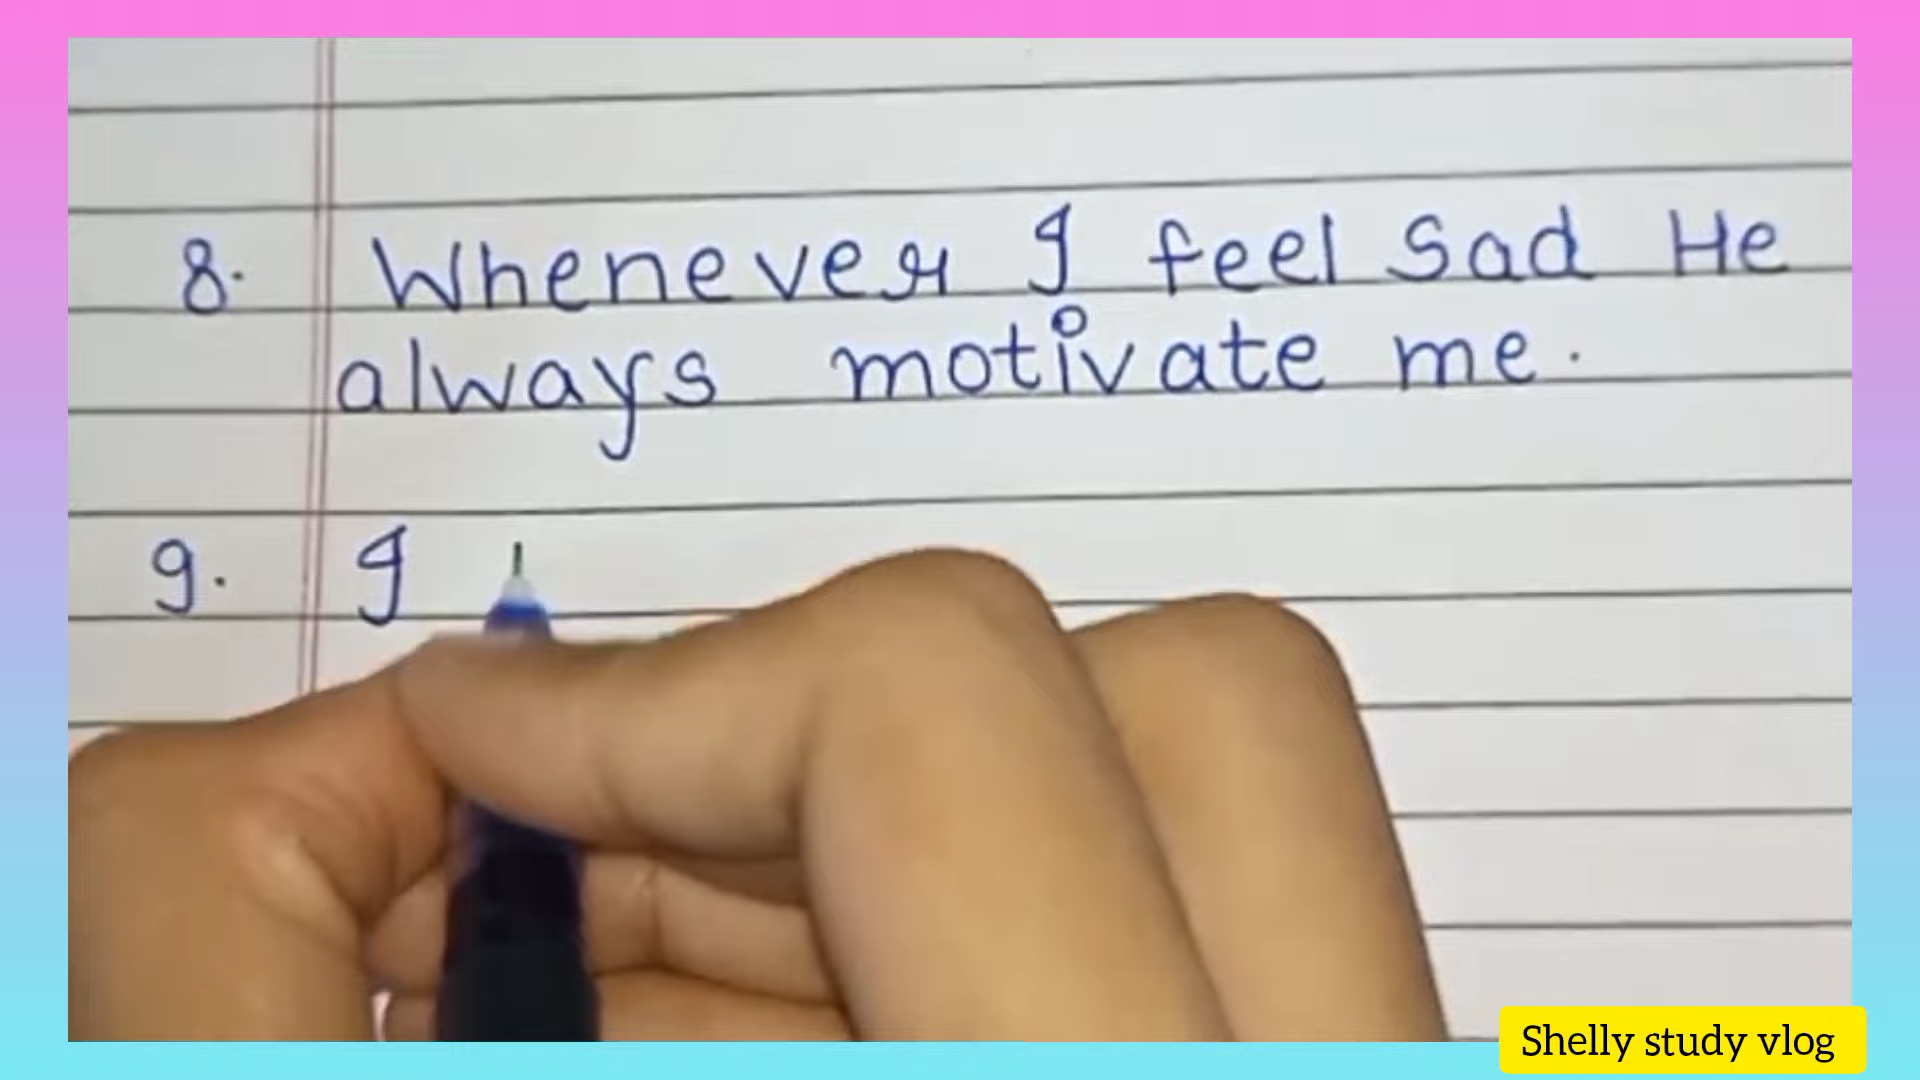 8. Whenever I feel Sad He
always motivate me.
9. I
Shelly study vlog